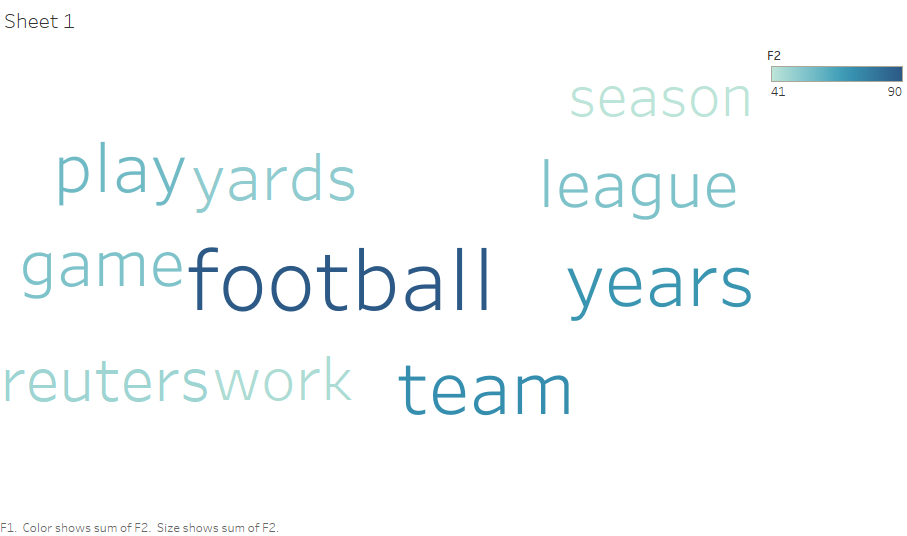 Sheet 1
F2
41 90
season
play yards
league
game football
years
reuters work
team
F1. Color shows sum of F2. Size shows sum of F2.